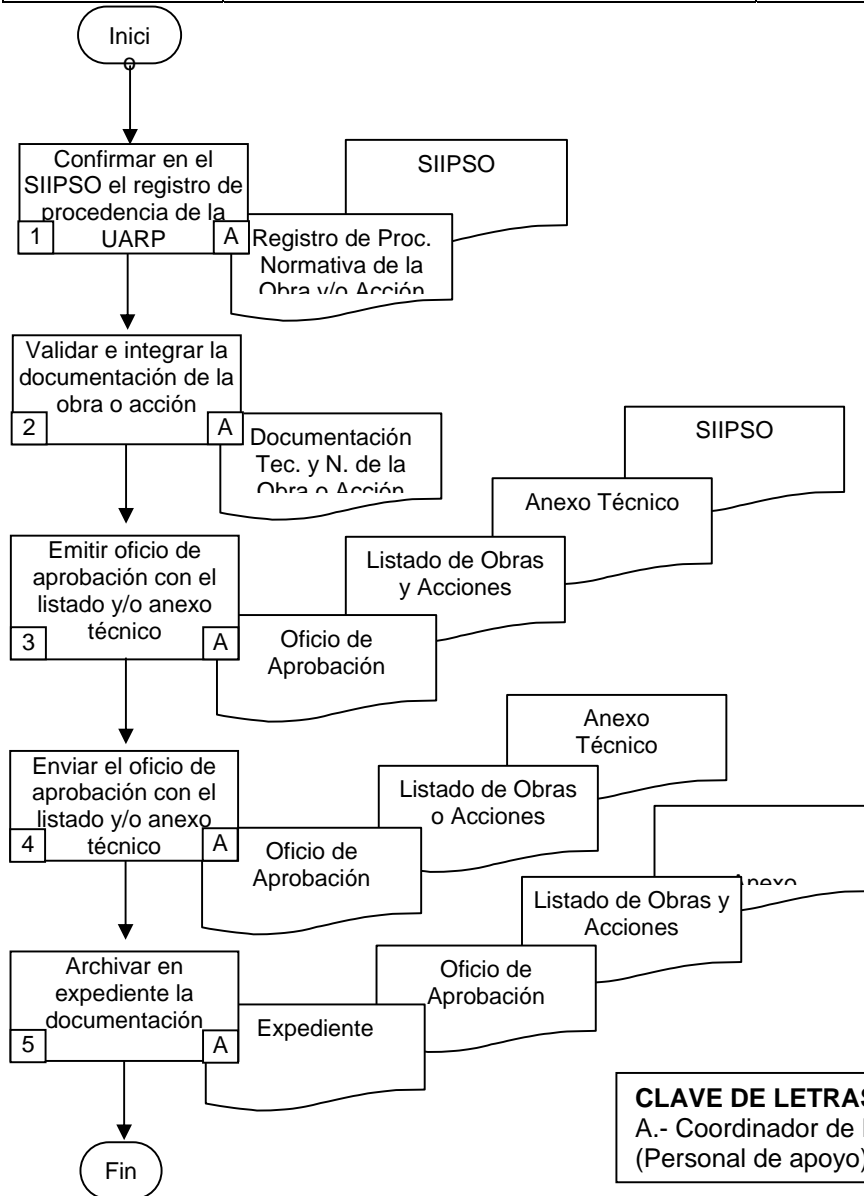 Inici
Confirmar en el
SIIPSO el registro de
procedencia de la
UARP
1
A
SIIPSO
Registro de Proc.
Normativa de la
Obra y/o Acción
Validar e integrar la
documentación de la
obra o acción
2
A
Documentación
Tec. y N. de la
Obra o Acción
SIIPSO
Anexo Técnico
Listado de Obras
y Acciones
Oficio de
Aprobación
Emitir oficio de
aprobación con el
listado y/o anexo
técnico
3
A
Enviar el oficio de
aprobación con el
listado y/o anexo
técnico
4
A
Anexo
Técnico
Listado de Obras
o Acciones
Oficio de
Aprobación
Archivar en
expediente la
documentación
5
A
Anexo
Listado de Obras y
Acciones
Oficio de
Aprobación
Expediente
Fin
CLAVE DE LETRAS
A.- Coordinador de
(Personal de apoyo)